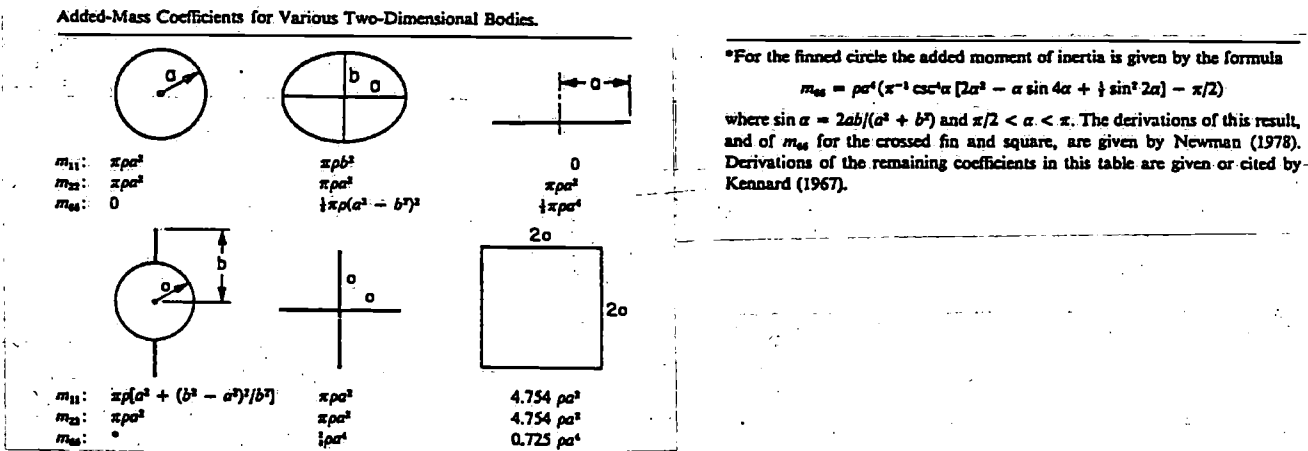 Added-Mass Coefficients for Various Two-Dimensional Bodies.
a
b
a
a
m₁₁: πρa² πρb² 0
m₂₂: πρa² πρa² πρa²
m₆₆: 0 ⅛πρ(a² − b²)² ⅛πρa⁴
b
a
a
a
2a
2a
m₁₁: πρ[a² + (b² − a²)²/b²] πρa² 4.754 ρa²
m₂₂: πρa² πρa² 4.754 ρa²
m₆₆: * ρa⁴ 0.725 ρa⁴
*For the finned circle the added moment of inertia is given by the formula
m₆₆ = ρa⁴(π⁻¹ csc⁴α [2α² − α sin 4α + ½ sin² 2α] − π/2)
where sin α = 2ab/(a² + b²) and π/2 < α < π. The derivations of this result,
and of m₆₆ for the crossed fin and square, are given by Newman (1978).
Derivations of the remaining coefficients in this table are given or cited by
Kennard (1967).